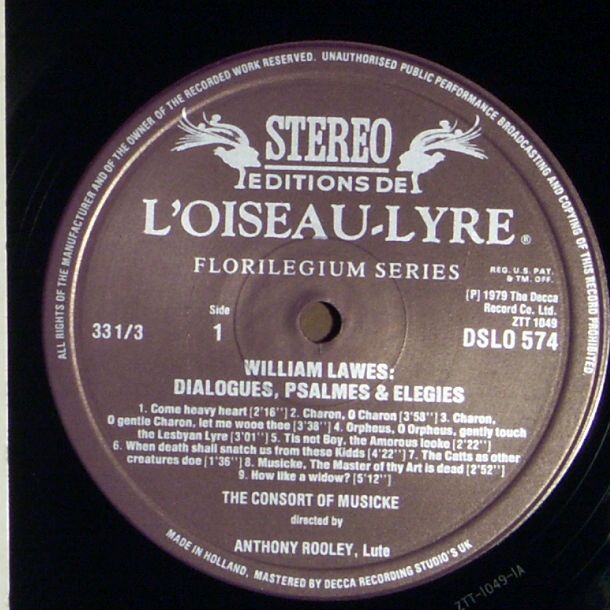 ALL RIGHTS OF THE MANUFACTURER AND OF THE OWNER OF THE RECORDED WORK RESERVED. UNAUTHORISED PUBLIC PERFORMANCE BROADCASTING AND COPYING OF THIS RECORD PROHIBITED.
STEREO
EDITIONS DE
L'OISEAU-LYRE ®
FLORILEGIUM SERIES
REG. U.S. PAT.
& TM. OFF.
[P] 1979 The Decca
Record Co. Ltd.
ZTT 1049
DSLO 574
33 1/3
Side
1
WILLIAM LAWES:
DIALOGUES, PSALMES & ELEGIES
1. Come heavy heart [2'16''] 2. Charon, O Charon [3'58''] 3. Charon,
O gentle Charon, let me wooe thee [3'38''] 4. Orpheus, O Orpheus, gently touch
the Lesbyan Lyre [3'01''] 5. Tis not Boy, the Amorous looke [2'22'']
6. When death shall snatch us from these Kidds [4'22''] 7. The Catts as other
creatures doe [1'36''] 8. Musicke, The Master of thy Art is dead [2'52'']
9. How like a widow? [5'12'']
THE CONSORT OF MUSICKE
directed by
ANTHONY ROOLEY, Lute
MADE IN HOLLAND, MASTERED BY DECCA RECORDING STUDIO'S UK
ZTT-1049-1A